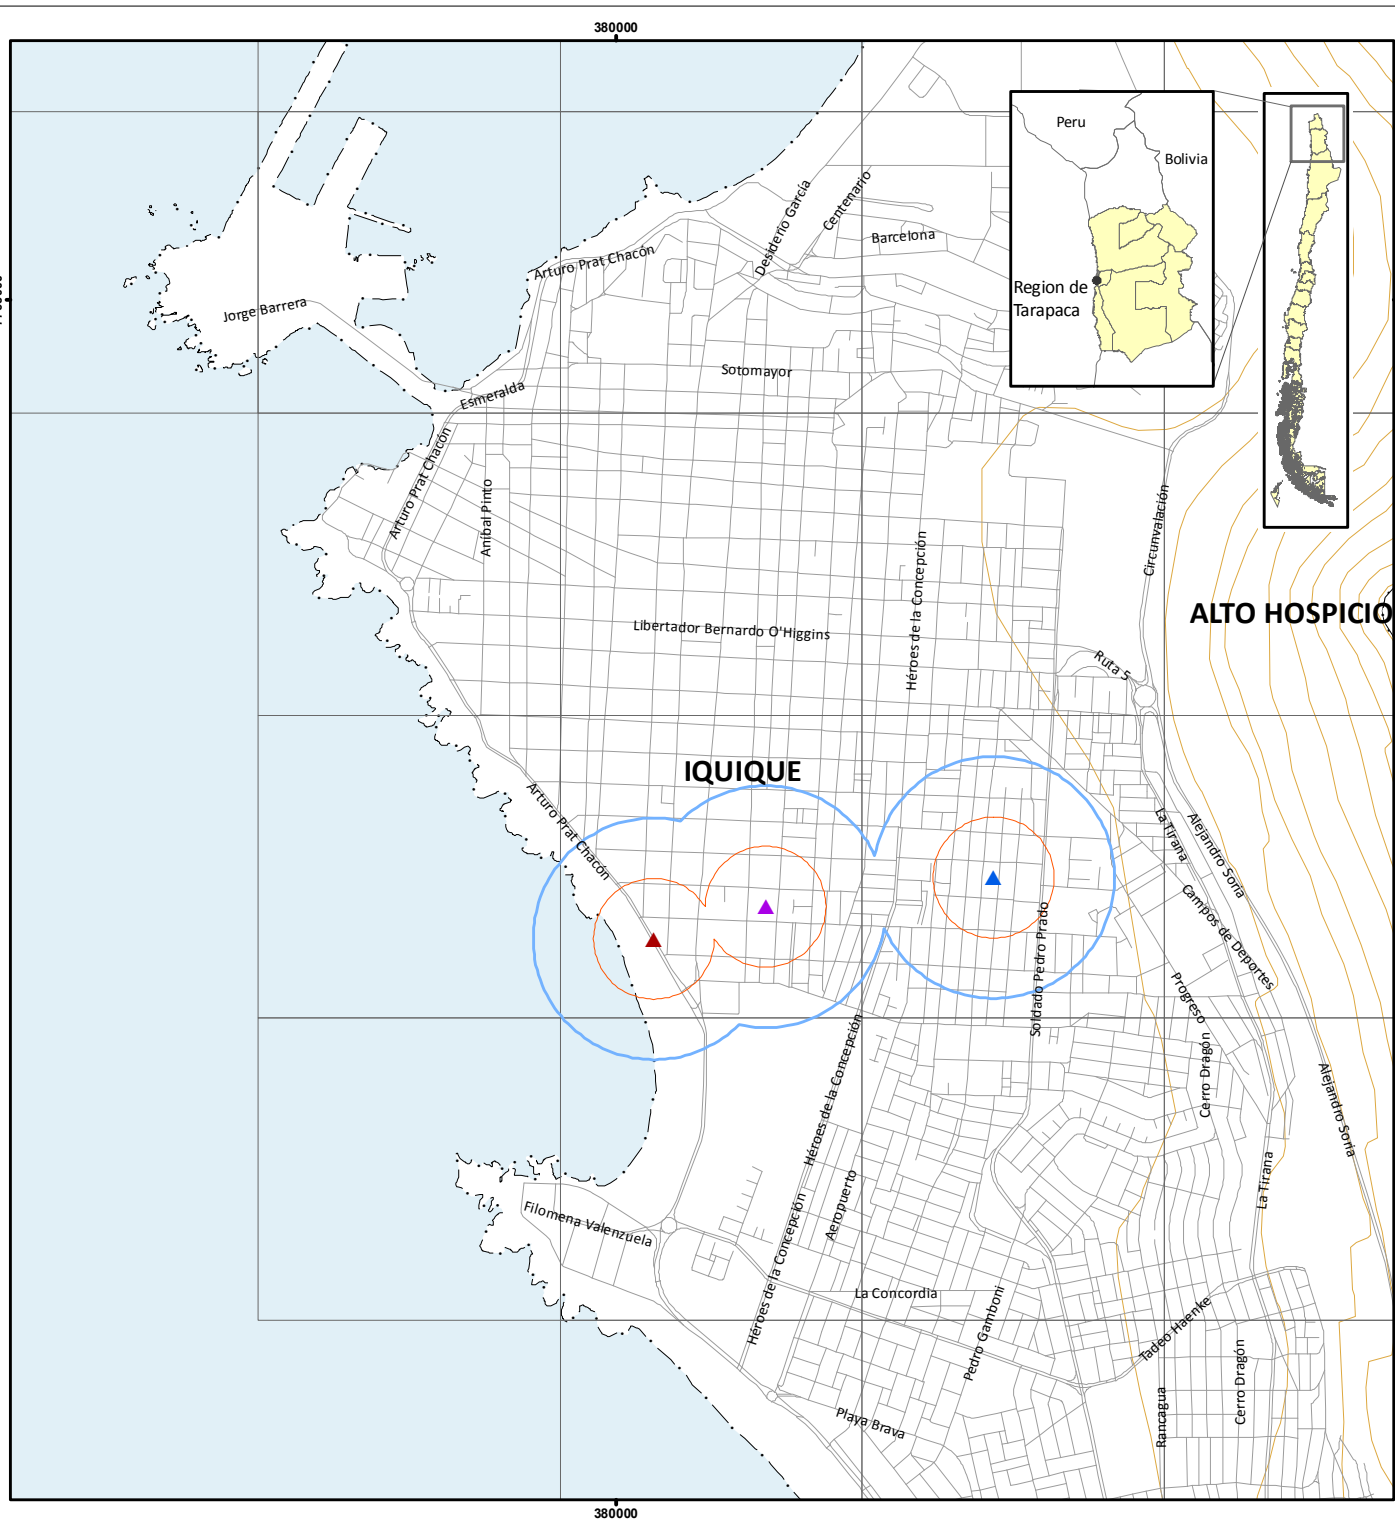 380000
Peru
Bolivia
Region de
Tarapaca
Desiderio García
Centenario
Barcelona
Arturo Prat Chacón
Jorge Barrera
Sotomayor
Esmeralda
Arturo Prat Chacón
Aníbal Pinto
Circunvalación
Héroes de la Concepción
ALTO HOSPICIO
Libertador Bernardo O'Higgins
Ruta 5
IQUIQUE
Arturo Prat Chacón
La Tirana
Alejandro Soria
Campos de Deportes
Soldado Pedro Prado
Progreso
Héroes de la Concepción
Cerro Dragón
Alejandro Soria
La Tirana
Aeropuerto
Filomena Valenzuela
Héroes de la Concepción
La Concordia
Pedro Gamboni
Tadeo Haenke
Cerro Dragón
Rancagua
Playa Brava
380000